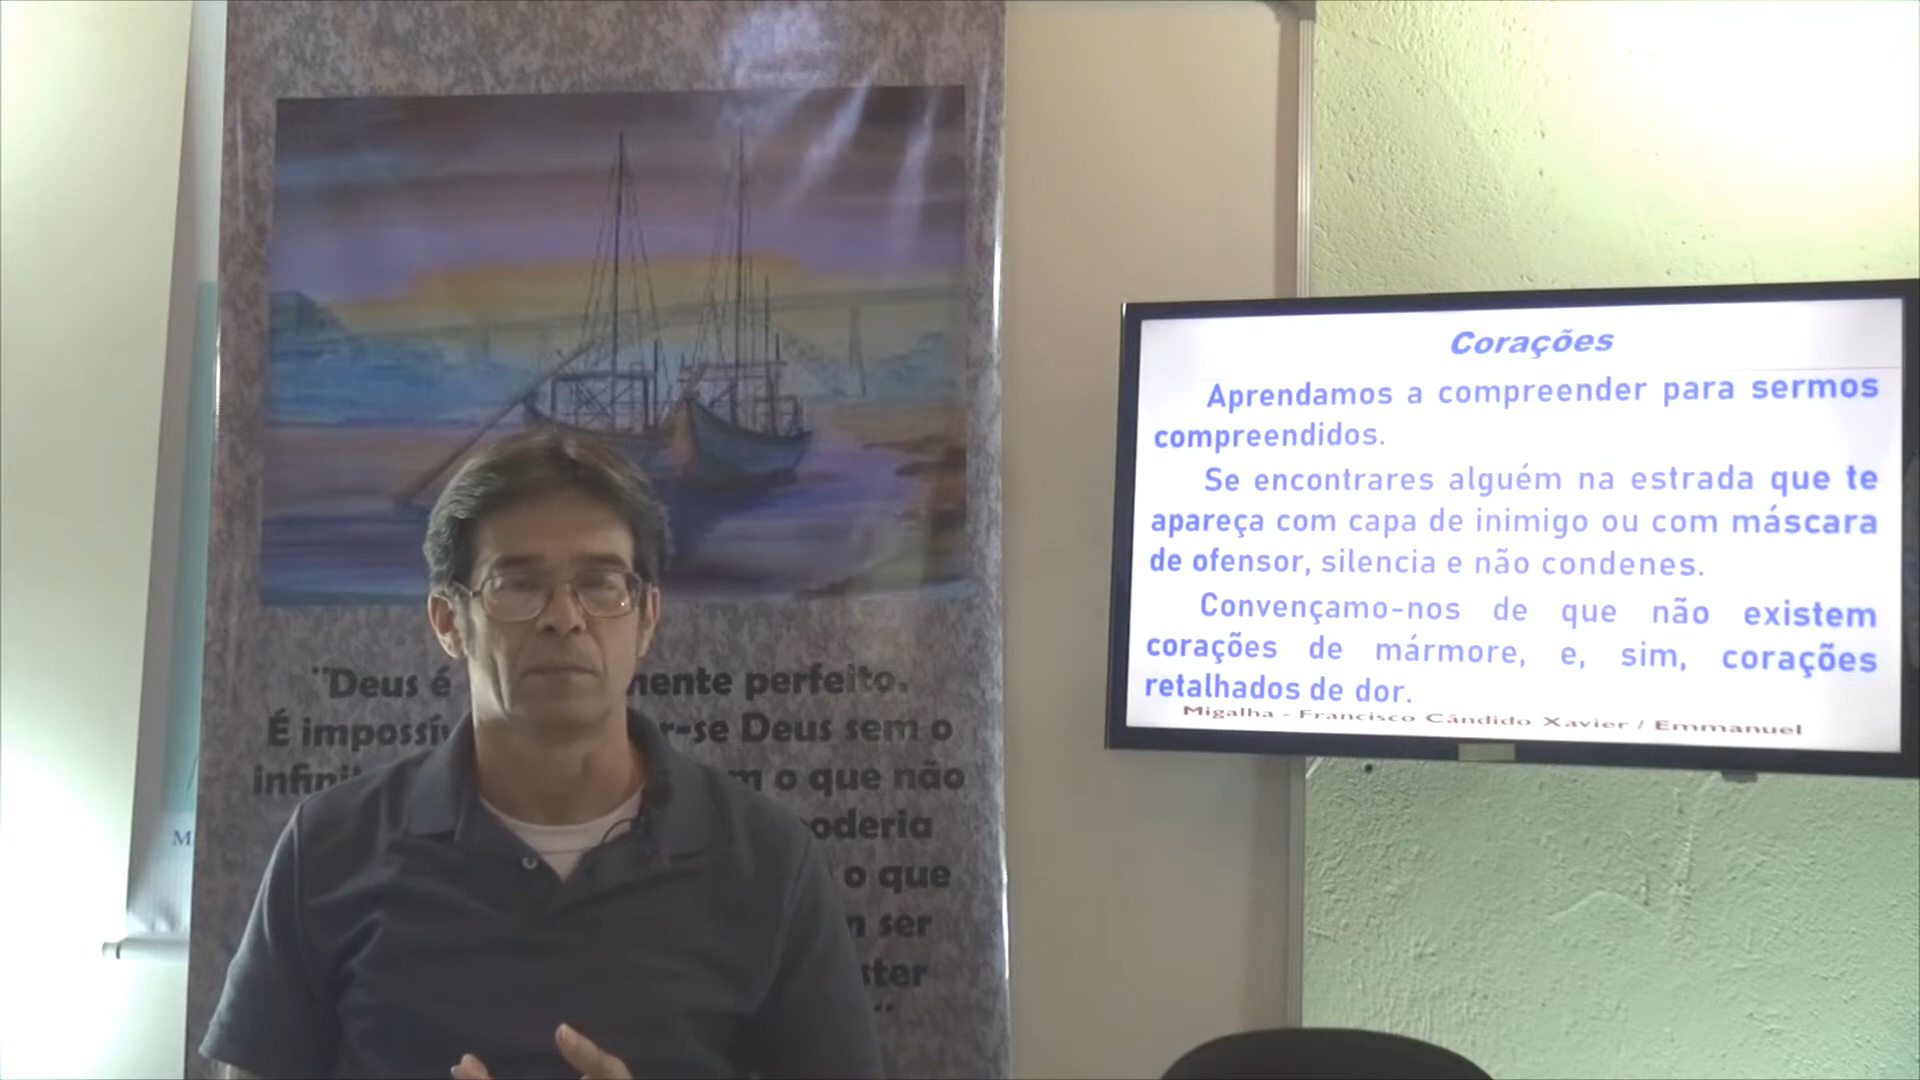 ¨Deus é
mente perfeito.
É impossív
r-se Deus sem o
infini
m o que não
oderia
o que
ser
ster
¨
M
Corações
Aprendamos a compreender para sermos
compreendidos.
Se encontrares alguém na estrada que te
apareça com capa de inimigo ou com máscara
de ofensor, silencia e não condenes.
Convençamo-nos de que não existem
corações de mármore, e, sim, corações
retalhados de dor.
Migalha - Francisco Cândido Xavier / Emmanuel